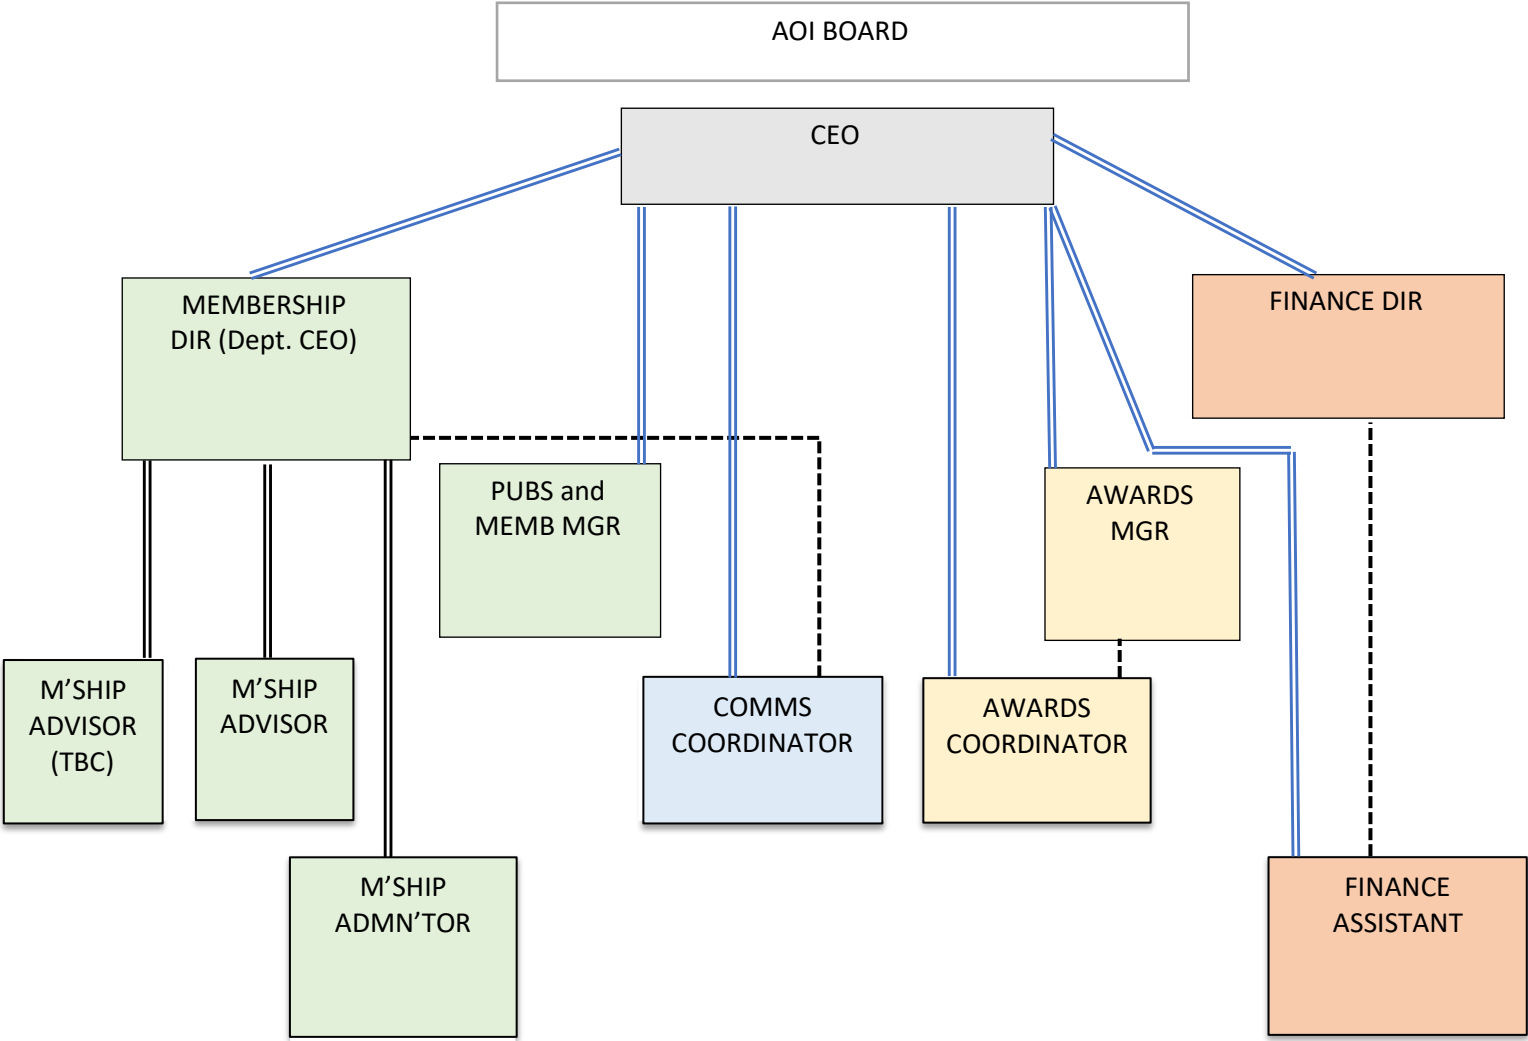 AOI BOARD
CEO
MEMBERSHIP
DIR (Dept. CEO)
FINANCE DIR
PUBS and
MEMB MGR
AWARDS
MGR
M’SHIP
ADVISOR
(TBC)
M’SHIP
ADVISOR
COMMS
COORDINATOR
AWARDS
COORDINATOR
M’SHIP
ADMN’TOR
FINANCE
ASSISTANT